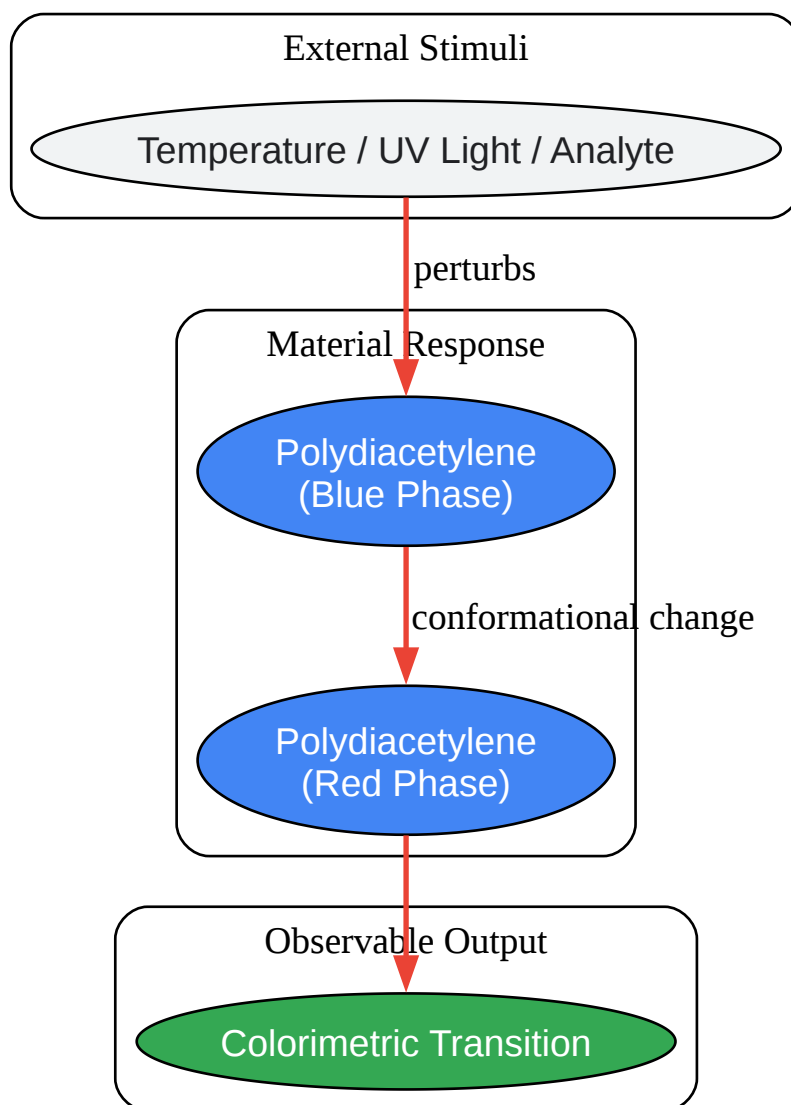 External Stimuli
Temperature / UV Light / Analyte
perturbs
Material Response
Polydiacetylene
(Blue Phase)
conformational change
Polydiacetylene
(Red Phase)
Observable Output
Colorimetric Transition